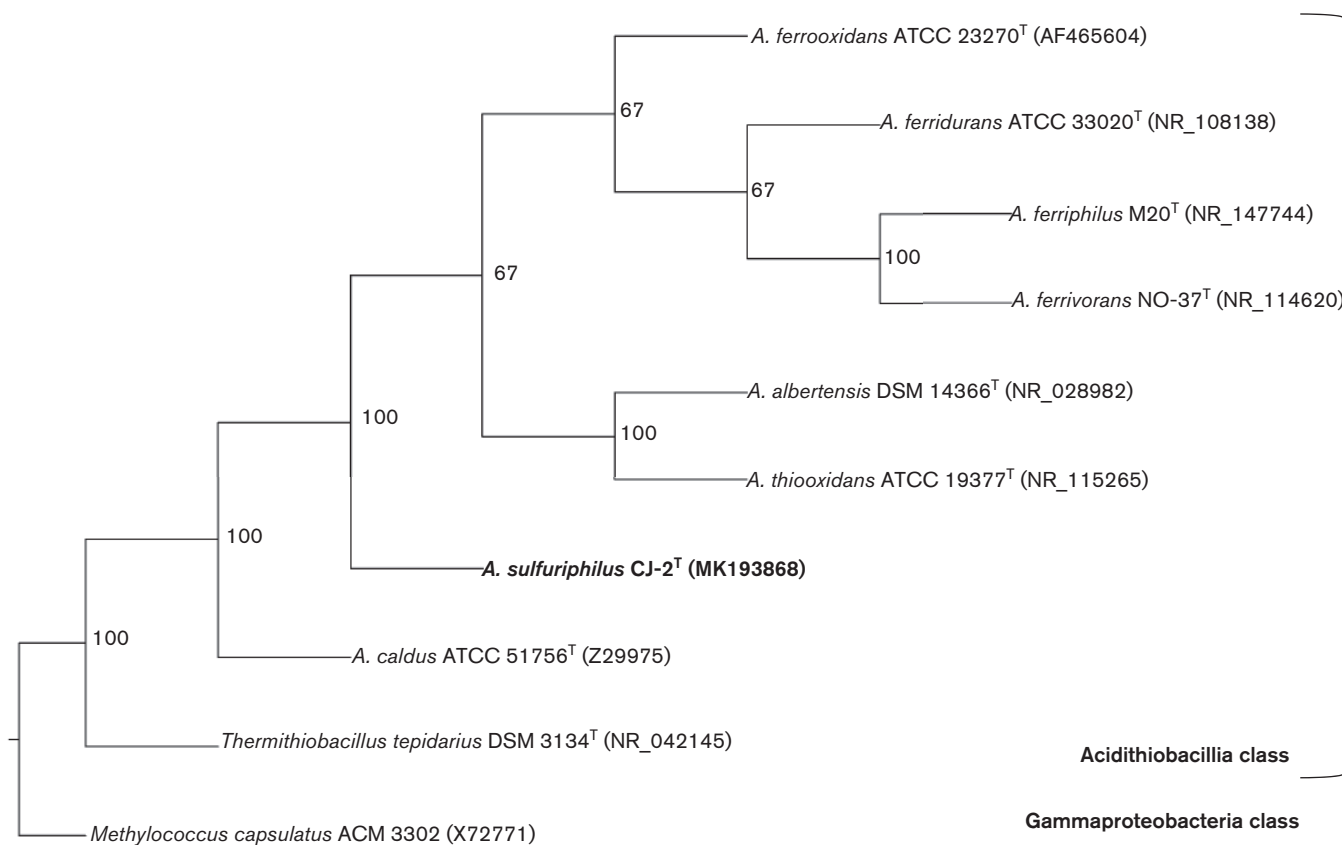 A. ferrooxidans ATCC 23270T (AF465604)
67
A. ferridurans ATCC 33020T (NR_108138)
67
A. ferriphilus M20T (NR_147744)
100
67
A. ferrivorans NO-37T (NR_114620)
A. albertensis DSM 14366T (NR_028982)
100
100
A. thiooxidans ATCC 19377T (NR_115265)
100
A. sulfuriphilus CJ-2T (MK193868)
100
A. caldus ATCC 51756T (Z29975)
Thermithiobacillus tepidarius DSM 3134T (NR_042145)
Acidithiobacillia class
Gammaproteobacteria class
Methylococcus capsulatus ACM 3302 (X72771)